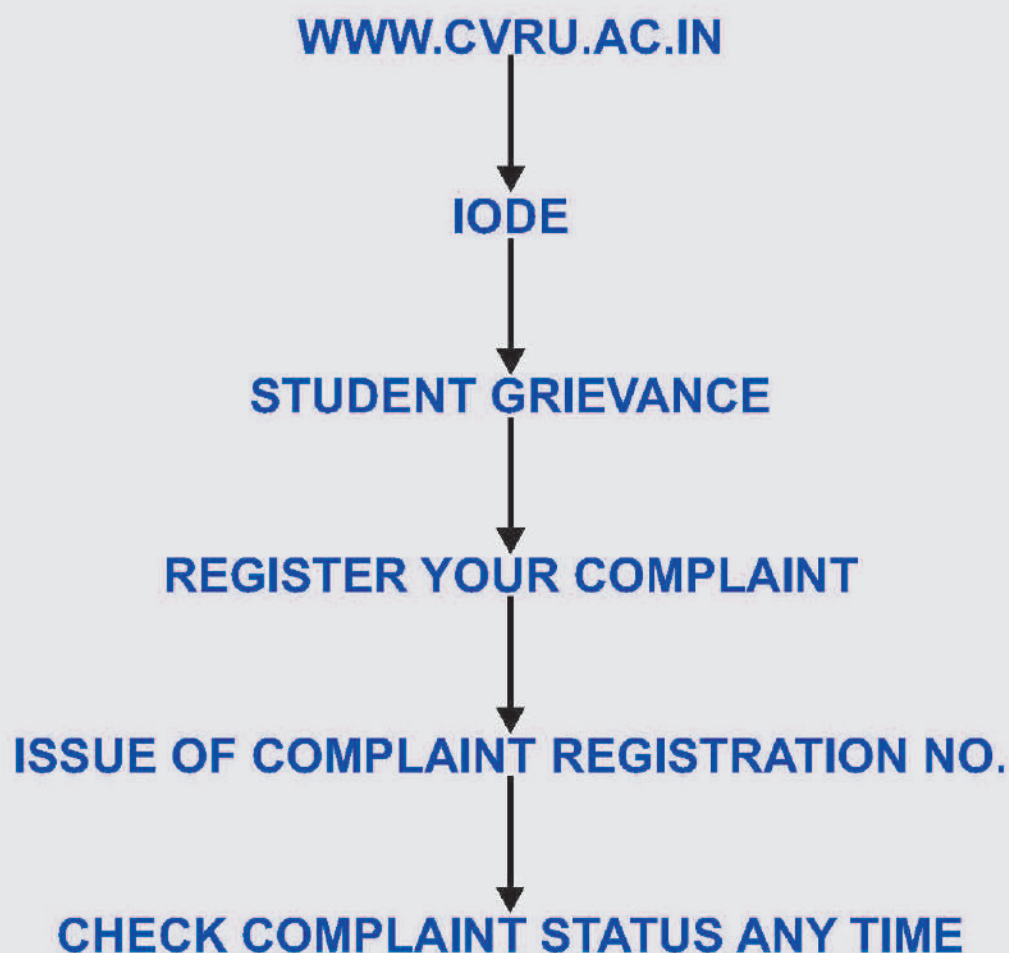 WWW.CVRU.AC.IN
IODE
STUDENT GRIEVANCE
REGISTER YOUR COMPLAINT
ISSUE OF COMPLAINT REGISTRATION NO.
CHECK COMPLAINT STATUS ANY TIME